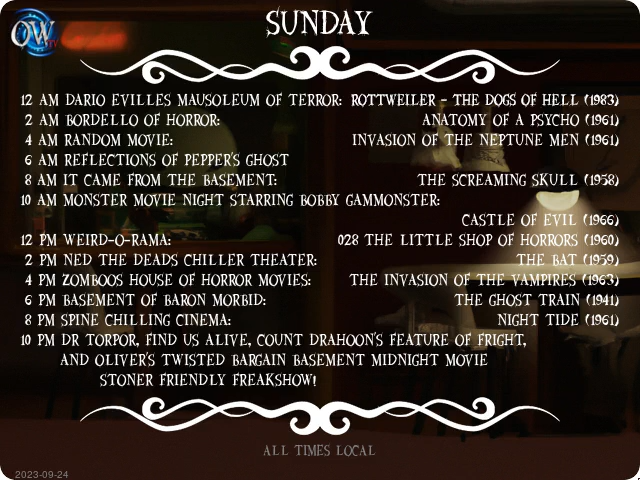 OW TV
SUNDAY
12 AM DARIO EVILLES MAUSOLEUM OF TERROR: ROTTWEILER - THE DOGS OF HELL (1983)
2 AM BORDELLO OF HORROR: ANATOMY OF A PSYCHO (1961)
4 AM RANDOM MOVIE: INVASION OF THE NEPTUNE MEN (1961)
6 AM REFLECTIONS OF PEPPER'S GHOST
8 AM IT CAME FROM THE BASEMENT: THE SCREAMING SKULL (1958)
10 AM MONSTER MOVIE NIGHT STARRING BOBBY GAMMONSTER:
CASTLE OF EVIL (1966)
12 PM WEIRD-O-RAMA: 028 THE LITTLE SHOP OF HORRORS (1960)
2 PM NED THE DEADS CHILLER THEATER: THE BAT (1959)
4 PM ZOMBOOS HOUSE OF HORROR MOVIES: THE INVASION OF THE VAMPIRES (1963)
6 PM BASEMENT OF BARON MORBID: THE GHOST TRAIN (1941)
8 PM SPINE CHILLING CINEMA: NIGHT TIDE (1961)
10 PM DR TORPOR, FIND US ALIVE, COUNT DRAHOON'S FEATURE OF FRIGHT,
AND OLIVER'S TWISTED BARGAIN BASEMENT MIDNIGHT MOVIE
STONER FRIENDLY FREAKSHOW!
ALL TIMES LOCAL
2023-09-24